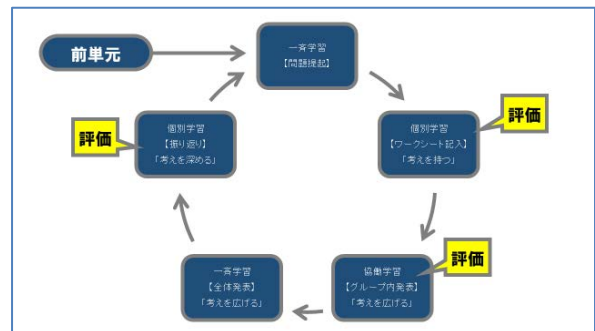 前単元
一斉学習
【問題提起】
評価
個別学習
【ワークシート記入】
「考えを持つ」
評価
協働学習
【グループ内発表】
「考えを広げる」
一斉学習
【全体発表】
「考えを広げる」
評価
個別学習
【振り返り】
「考えを深める」